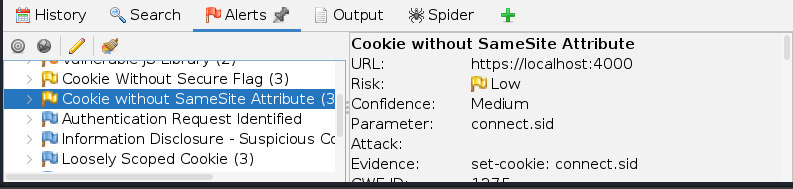 History Search Alerts Output Spider
Vulnerable JS Library (2)
Cookie Without Secure Flag (3)
Cookie without SameSite Attribute (3
Authentication Request Identified
Information Disclosure - Suspicious Co
Loosely Scoped Cookie (3)
Cookie without SameSite Attribute
URL: https://localhost:4000
Risk: Low
Confidence: Medium
Parameter: connect.sid
Attack:
Evidence: set-cookie: connect.sid
CWE ID: 1275